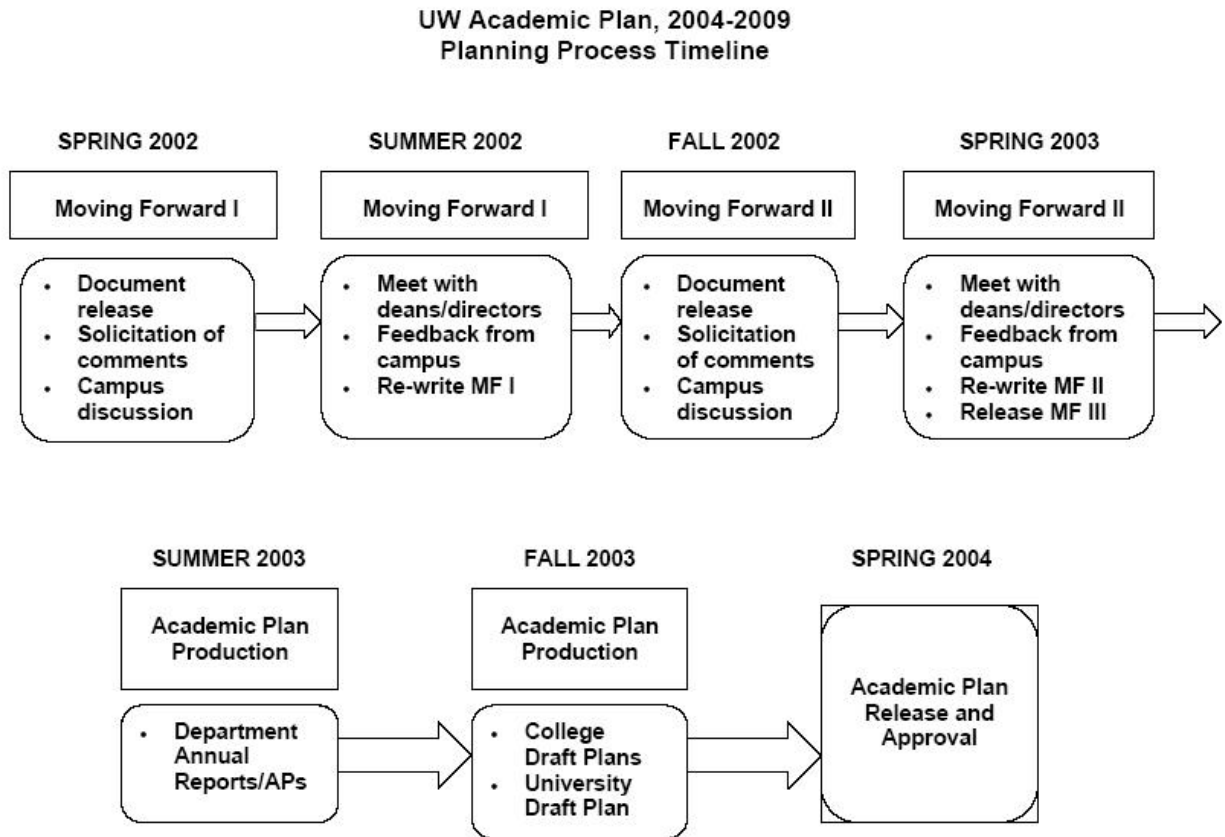 UW Academic Plan, 2004-2009
Planning Process Timeline
SPRING 2002
Moving Forward I
• Document
release
• Solicitation of
comments
• Campus
discussion
SUMMER 2002
Moving Forward I
• Meet with
deans/directors
• Feedback from
campus
• Re-write MF I
FALL 2002
Moving Forward II
• Document
release
• Solicitation
of comments
• Campus
discussion
SPRING 2003
Moving Forward II
• Meet with
deans/directors
• Feedback from
campus
• Re-write MF II
• Release MF III
SUMMER 2003
Academic Plan
Production
• Department
Annual
Reports/APs
FALL 2003
Academic Plan
Production
• College
Draft Plans
• University
Draft Plan
SPRING 2004
Academic Plan
Release and
Approval